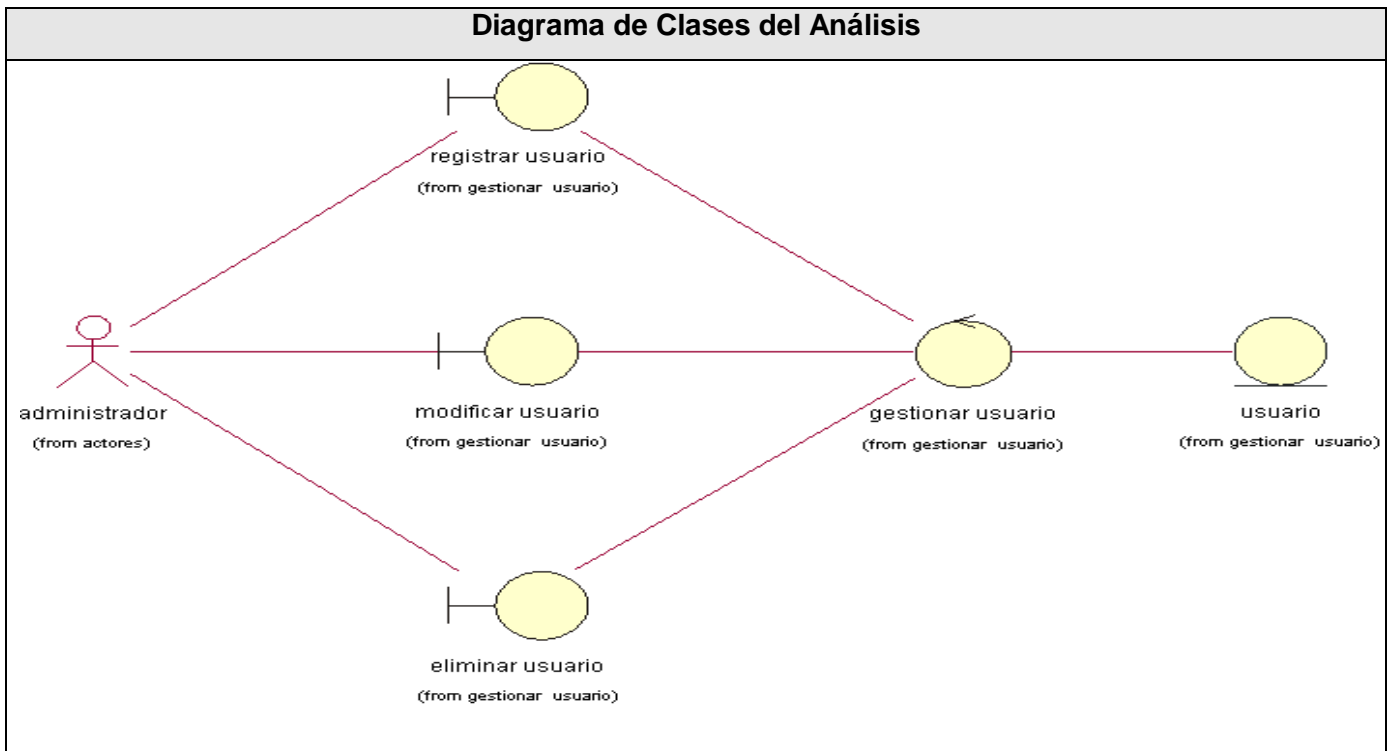 Diagrama de Clases del Análisis
registrar usuario
(from gestionar usuario)
administrador
(from actores)
modificar usuario
(from gestionar usuario)
gestionar usuario
(from gestionar usuario)
usuario
(from gestionar usuario)
eliminar usuario
(from gestionar usuario)